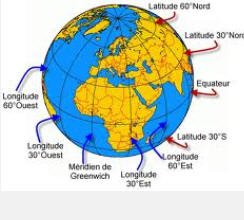 Latitude 60°Nord
Latitude 30°Nord
Equateur
Longitude
60°Ouest
Longitude
30°Ouest
Méridien de
Greenwich
Longitude
30°Est
Longitude
60°Est
Latitude 30°S